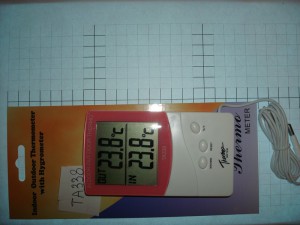 Indoor Outdoor Thermometer
with Hygrometer
TA338
OUT 23.8°C
IN 23.8°C
Thermo
METER